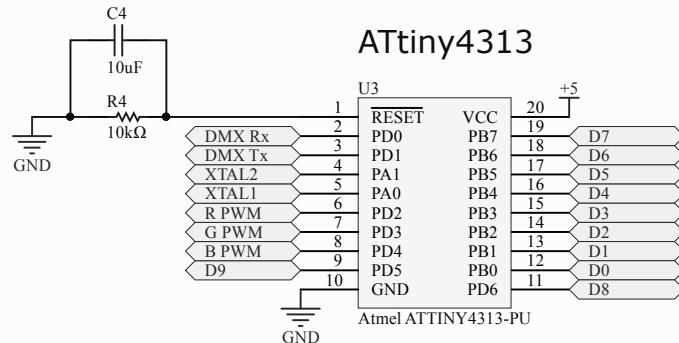 C4
10uF
R4
10kΩ
GND
ATtiny4313
U3
+5
1 RESET VCC 20
DMX Rx 2 PD0 PB7 19 D7
DMX Tx 3 PD1 PB6 18 D6
XTAL2 4 PA1 PB5 17 D5
XTAL1 5 PA0 PB4 16 D4
R PWM 6 PD2 PB3 15 D3
G PWM 7 PD3 PB2 14 D2
B PWM 8 PD4 PB1 13 D1
D9 9 PD5 PB0 12 D0
10 GND PD6 11 D8
GND
Atmel ATTINY4313-PU